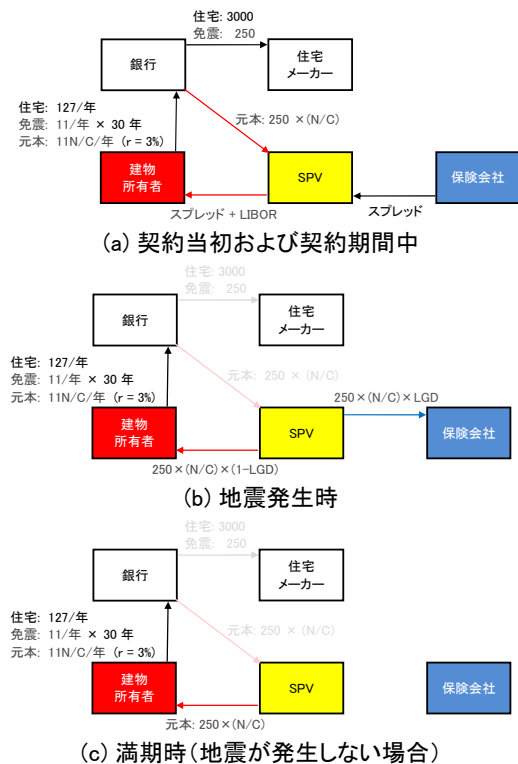 住宅: 3000
免震: 250
銀行
住宅
メーカー
住宅: 127/年
免震: 11/年 × 30 年
元本: 11N/C/年 (r = 3%)
元本: 250 ×(N/C)
建物
所有者
SPV
保険会社
スプレッド + LIBOR
スプレッド
(a) 契約当初および契約期間中
住宅: 3000
免震: 250
銀行
住宅
メーカー
住宅: 127/年
免震: 11/年 × 30 年
元本: 11N/C/年 (r = 3%)
元本: 250 ×(N/C)
250×(N/C)×LGD
建物
所有者
SPV
保険会社
250×(N/C)×(1-LGD)
(b) 地震発生時
住宅: 3000
免震: 250
銀行
住宅
メーカー
住宅: 127/年
免震: 11/年 × 30 年
元本: 11N/C/年 (r = 3%)
元本: 250 ×(N/C)
建物
所有者
SPV
保険会社
元本: 250×(N/C)
(c) 満期時(地震が発生しない場合)